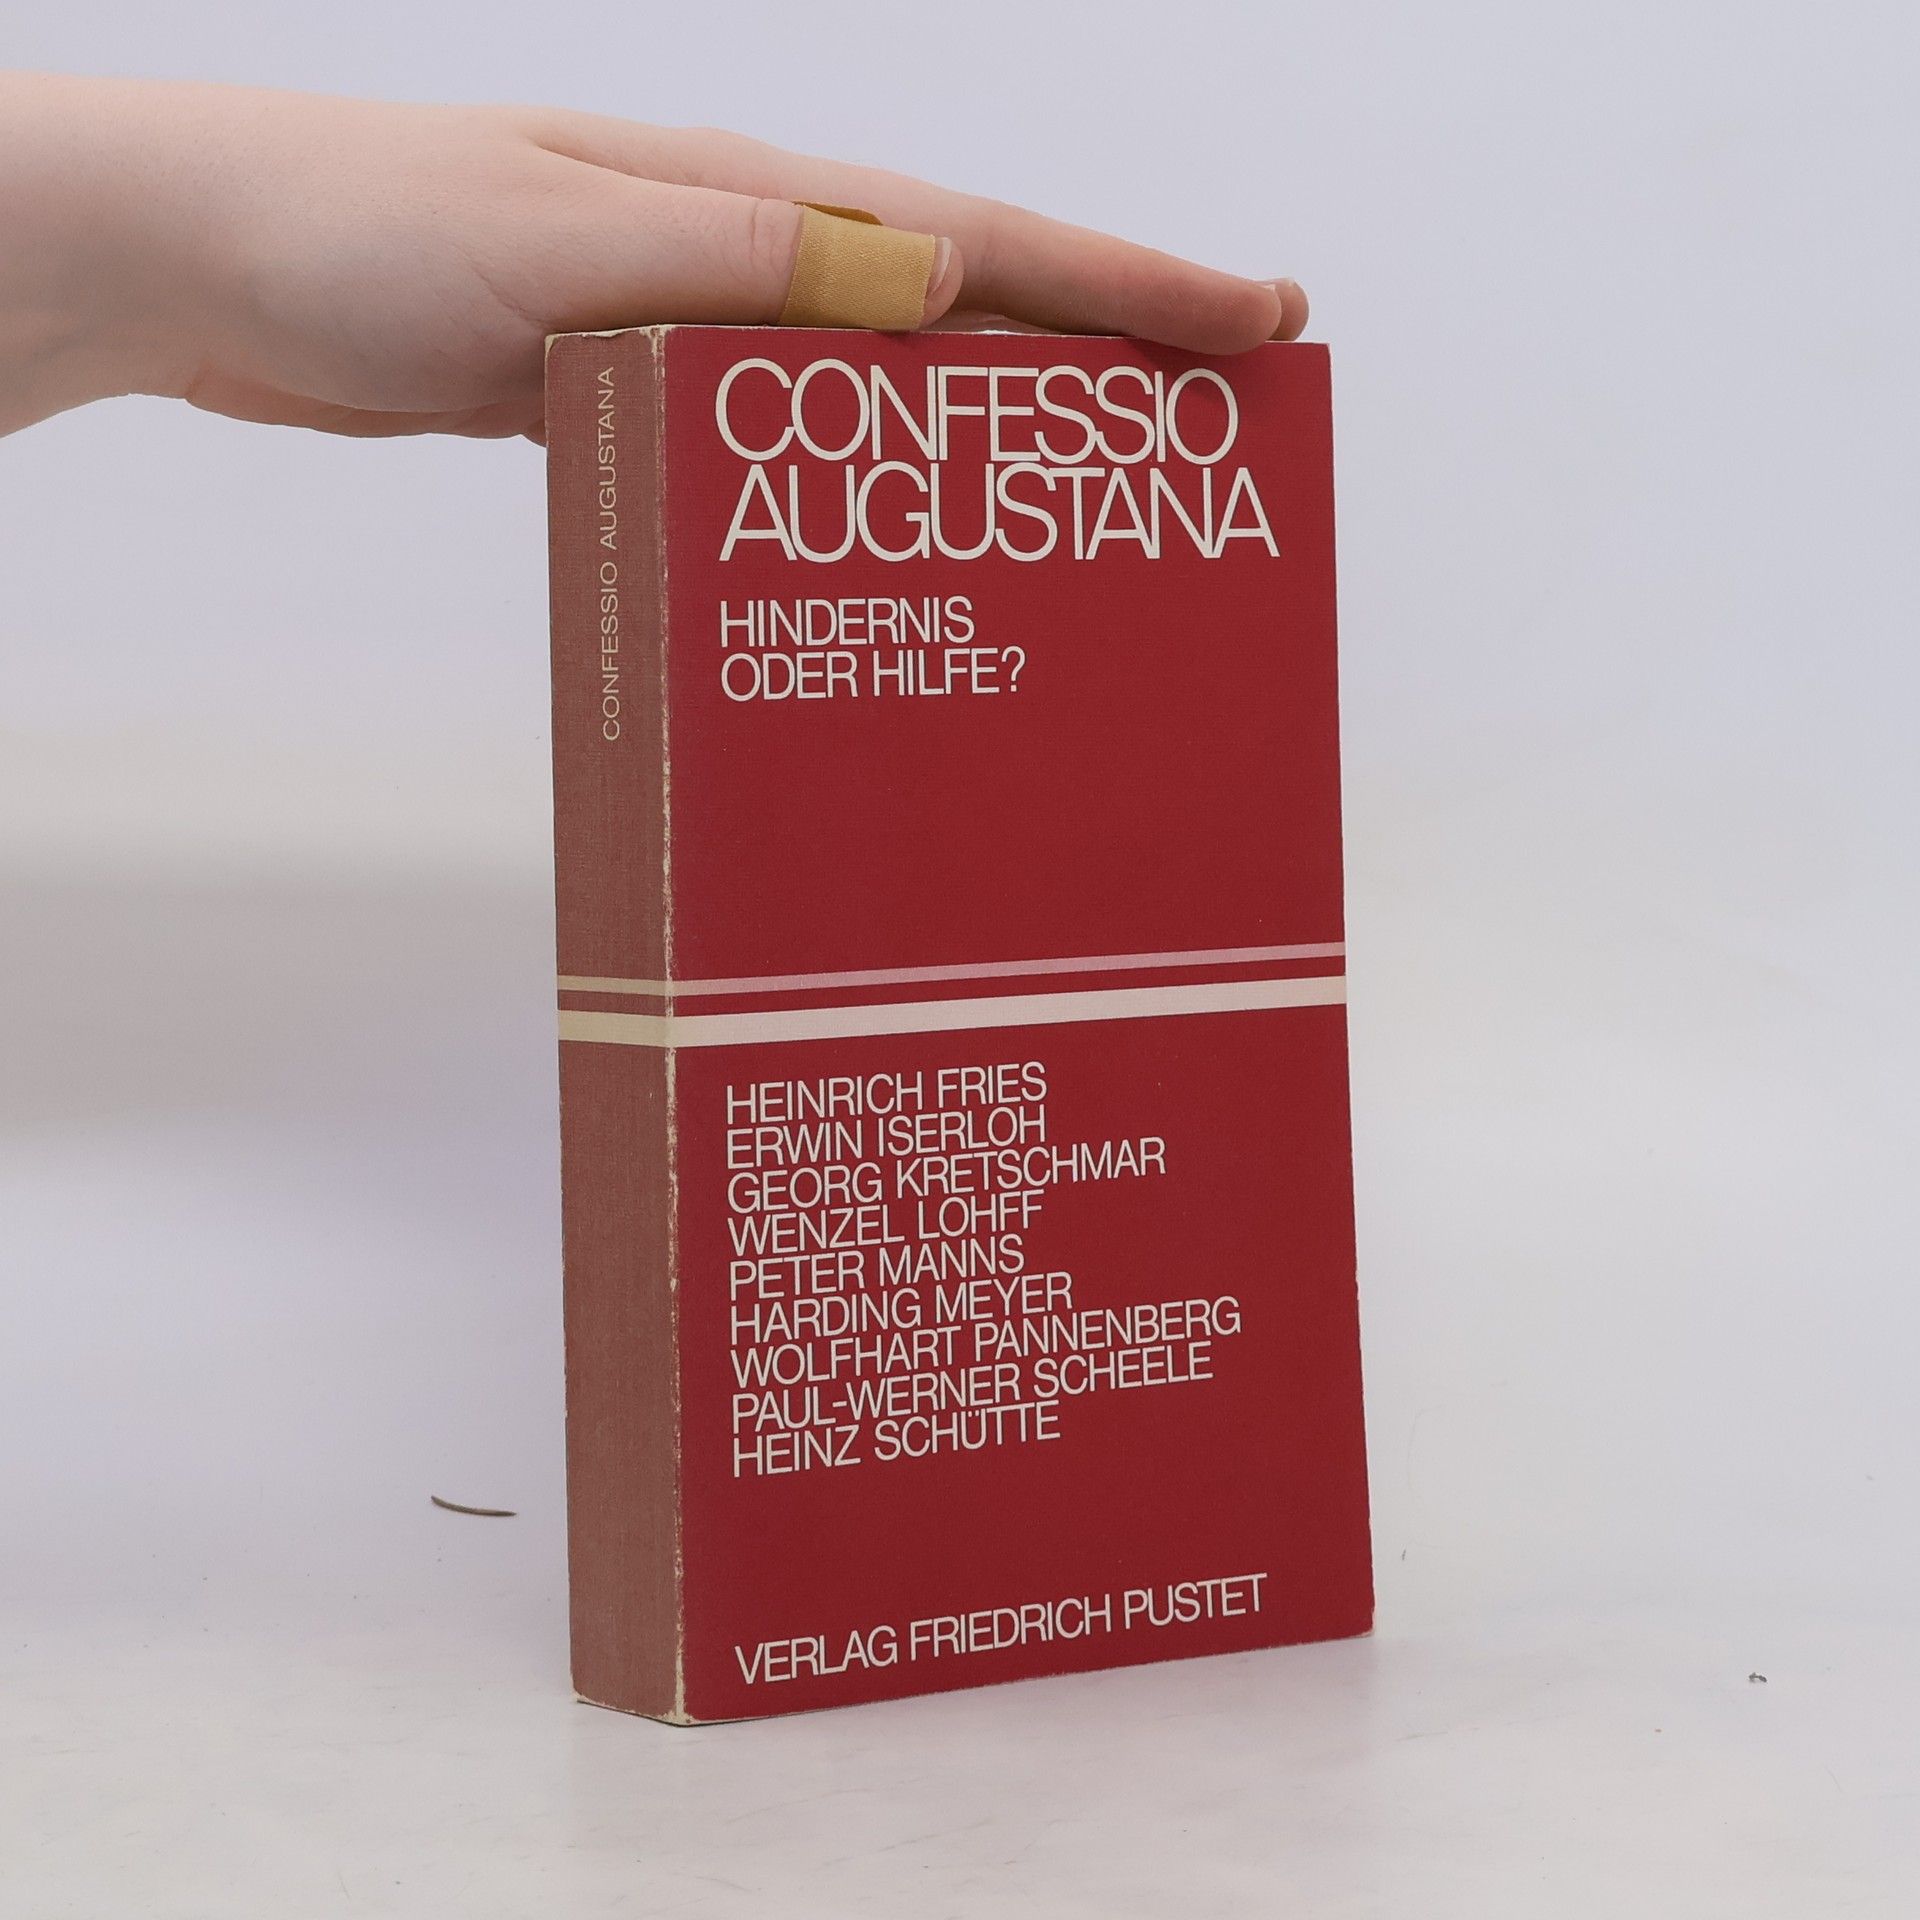 CONFESSIO AUGUSTANA
CONFESSIO
AUGUSTANA
HINDERNIS
ODER HILFE?
HEINRICH FRIES
ERWIN ISERLOH
GEORG KRETSCHMAR
WENZEL LOHFF
PETER MANNS
HARDING MEYER
WOLFHART PANNENBERG
PAUL-WERNER SCHEELE
HEINZ SCHÜTTE
VERLAG FRIEDRICH PUSTET